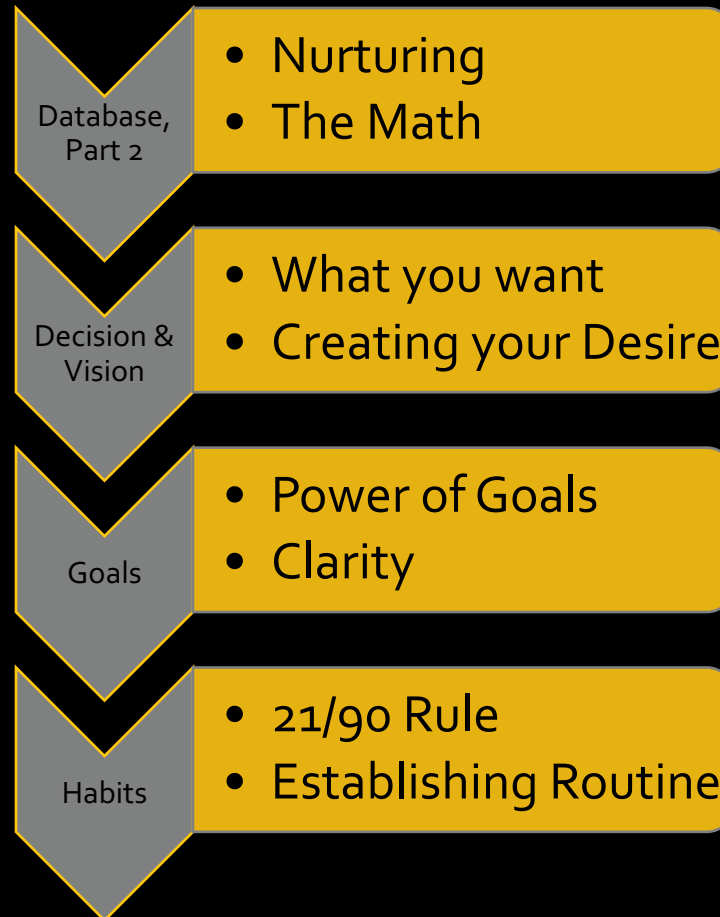 Database,
Part 2
• Nurturing
• The Math
Decision &
Vision
• What you want
• Creating your Desire
Goals
• Power of Goals
• Clarity
Habits
• 21/90 Rule
• Establishing Routine